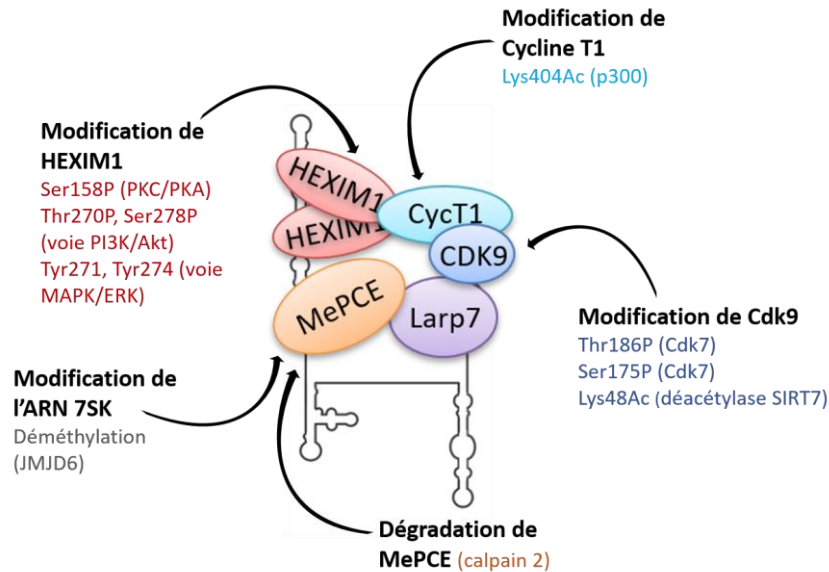 Modification de
Cycline T1
Lys404Ac (p300)
Modification de
HEXIM1
Ser158P (PKC/PKA)
Thr270P, Ser278P
(voie PI3K/Akt)
Tyr271, Tyr274 (voie
MAPK/ERK)
HEXIM1
HEXIM1
CycT1
CDK9
MePCE
Larp7
Modification de Cdk9
Thr186P (Cdk7)
Ser175P (Cdk7)
Lys48Ac (déacétylase SIRT7)
Modification de
l'ARN 7SK
Déméthylation
(JMJD6)
Dégradation de
MePCE (calpain 2)